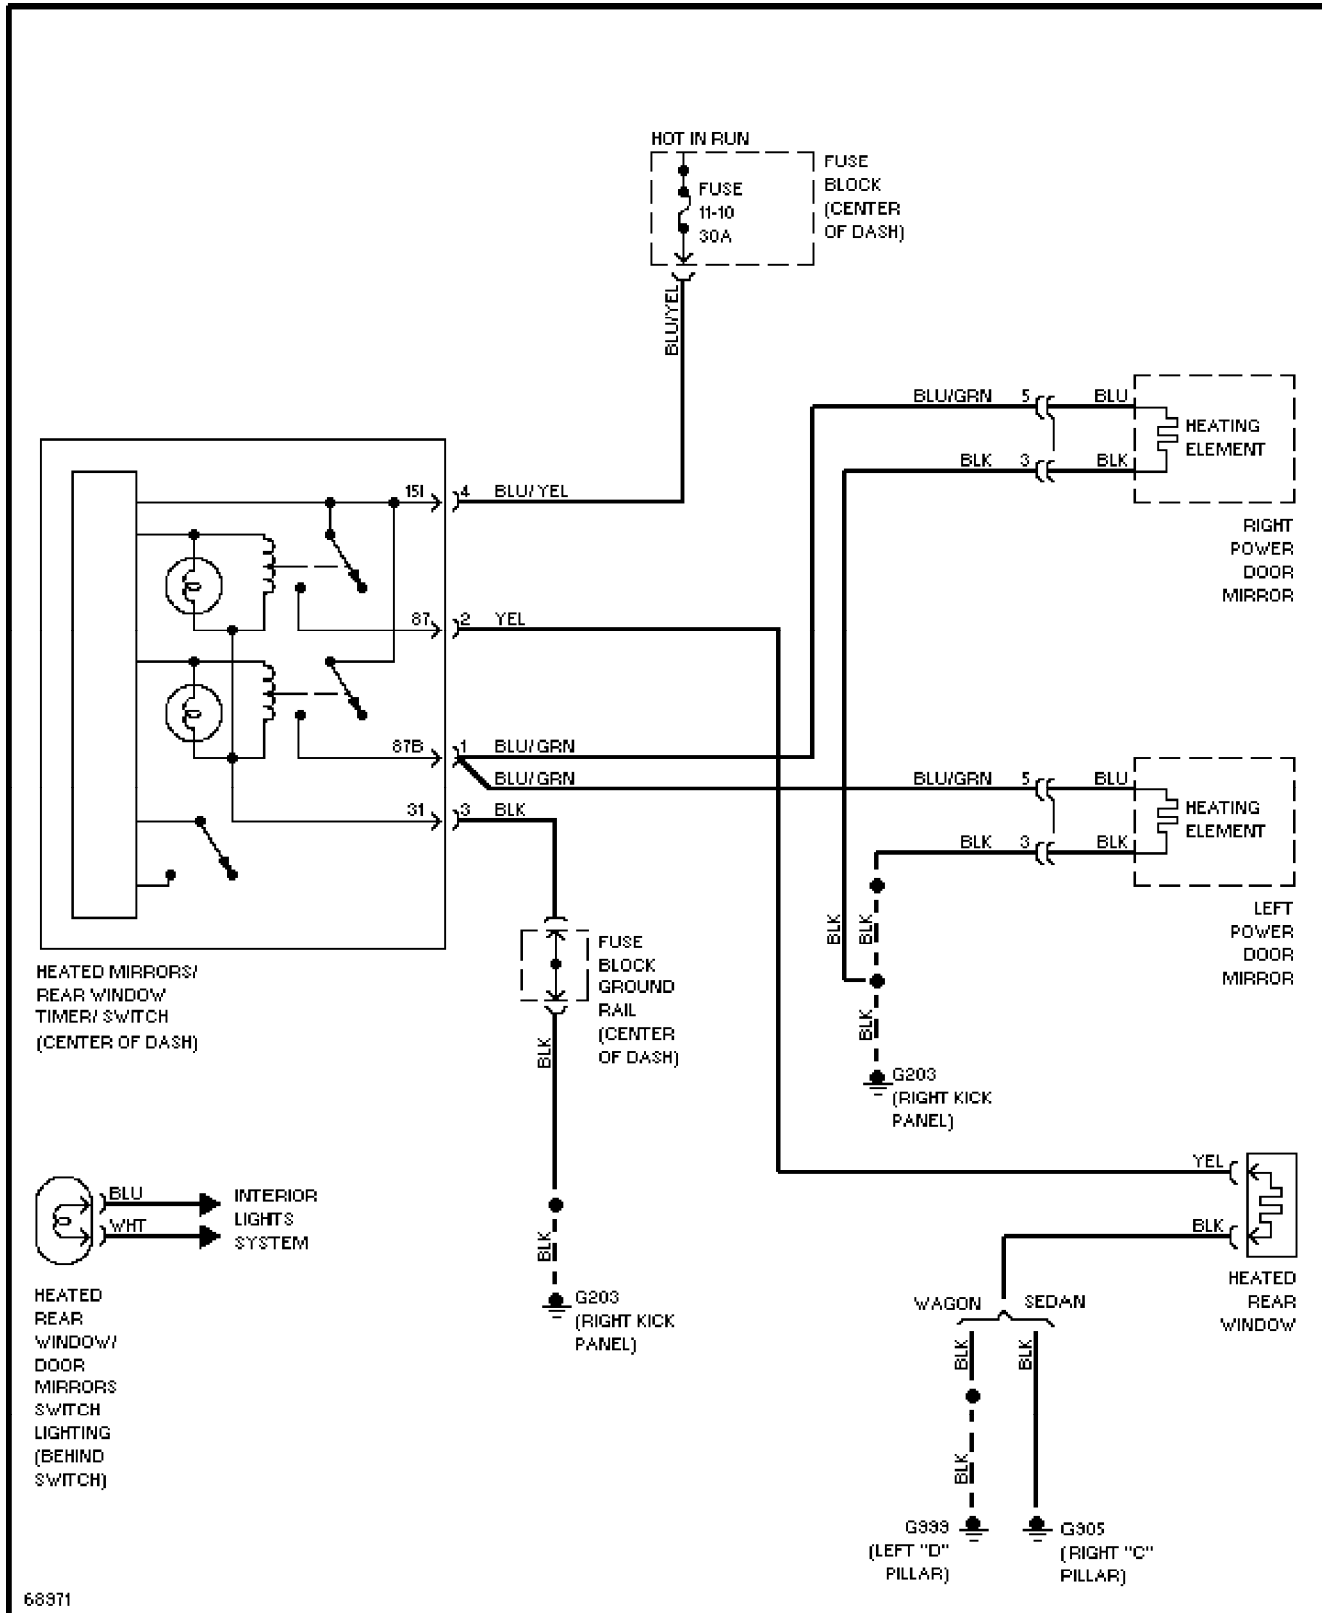 HOT IN RUN
FUSE
11-10
30A
FUSE
BLOCK
(CENTER
OF DASH)
BLU/YEL
BLU/GRN 5 BLU
HEATING
ELEMENT
BLK 3 BLK
RIGHT
POWER
DOOR
MIRROR
15I 4 BLU/YEL
87 2 YEL
87B 1 BLU/GRN
BLU/GRN
31 3 BLK
BLU/GRN 5 BLU
HEATING
ELEMENT
BLK 3 BLK
LEFT
POWER
DOOR
MIRROR
BLK
BLK
BLK
G203
(RIGHT KICK
PANEL)
HEATED MIRRORS/
REAR WINDOW
TIMER/ SWITCH
(CENTER OF DASH)
FUSE
BLOCK
GROUND
RAIL
(CENTER
OF DASH)
BLK
BLK
G203
(RIGHT KICK
PANEL)
BLU
WHT
INTERIOR
LIGHTS
SYSTEM
HEATED
REAR
WINDOW/
DOOR
MIRRORS
SWITCH
LIGHTING
(BEHIND
SWITCH)
YEL
BLK
HEATED
REAR
WINDOW
WAGON SEDAN
BLK
BLK
BLK
G999
(LEFT "D"
PILLAR)
G905
(RIGHT "C"
PILLAR)
68971